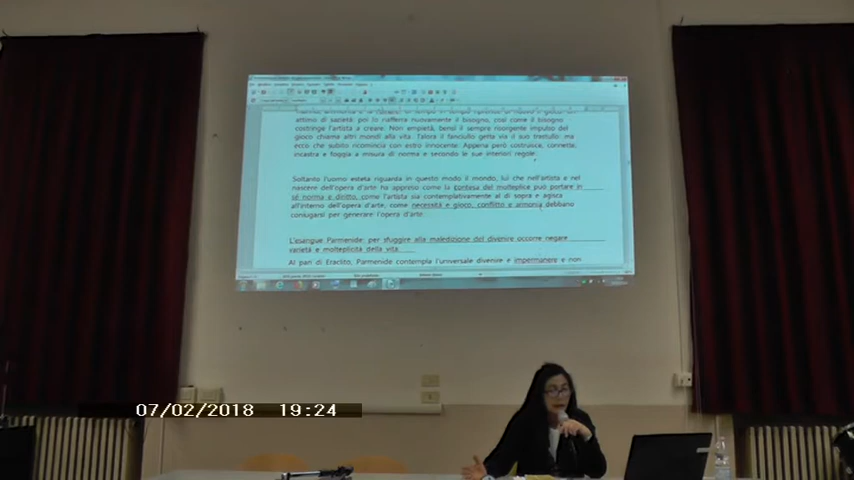 attimo di sazietà: poi lo riafferra nuovamente il bisogno, così come il bisogno
costringe l'artista a creare. Non empietà, bensì il sempre risorgente impulso del
gioco chiama altri mondi alla vita. Talora il fanciullo getta via il suo trastullo: ma
ecco che subito ricomincia con estro innocente. Appena però costruisca, connette,
incastra e foggia a misura di norma e secondo le sue interiori regole.
Soltanto l'uomo esteta riguarda in questo modo il mondo, lui che nell'artista e nel
nascere dell'opera d'arte ha appreso come la contesa del molteplice può portare in
sé norma e diritto, come l'artista sia contemplativamente al di sopra e agisca
all'interno dell'opera d'arte, come necessità e gioco, conflitto e armonia debbano
coniugarsi per generare l'opera d'arte
L'esangue Parmenide: per sfuggire alla maledizione del divenire occorre negare
varietà e molteplicità della vita.
Al pari di Eraclito, Parmenide contempla l'universale divenire e impermanere e non
07/02/2018 19:24